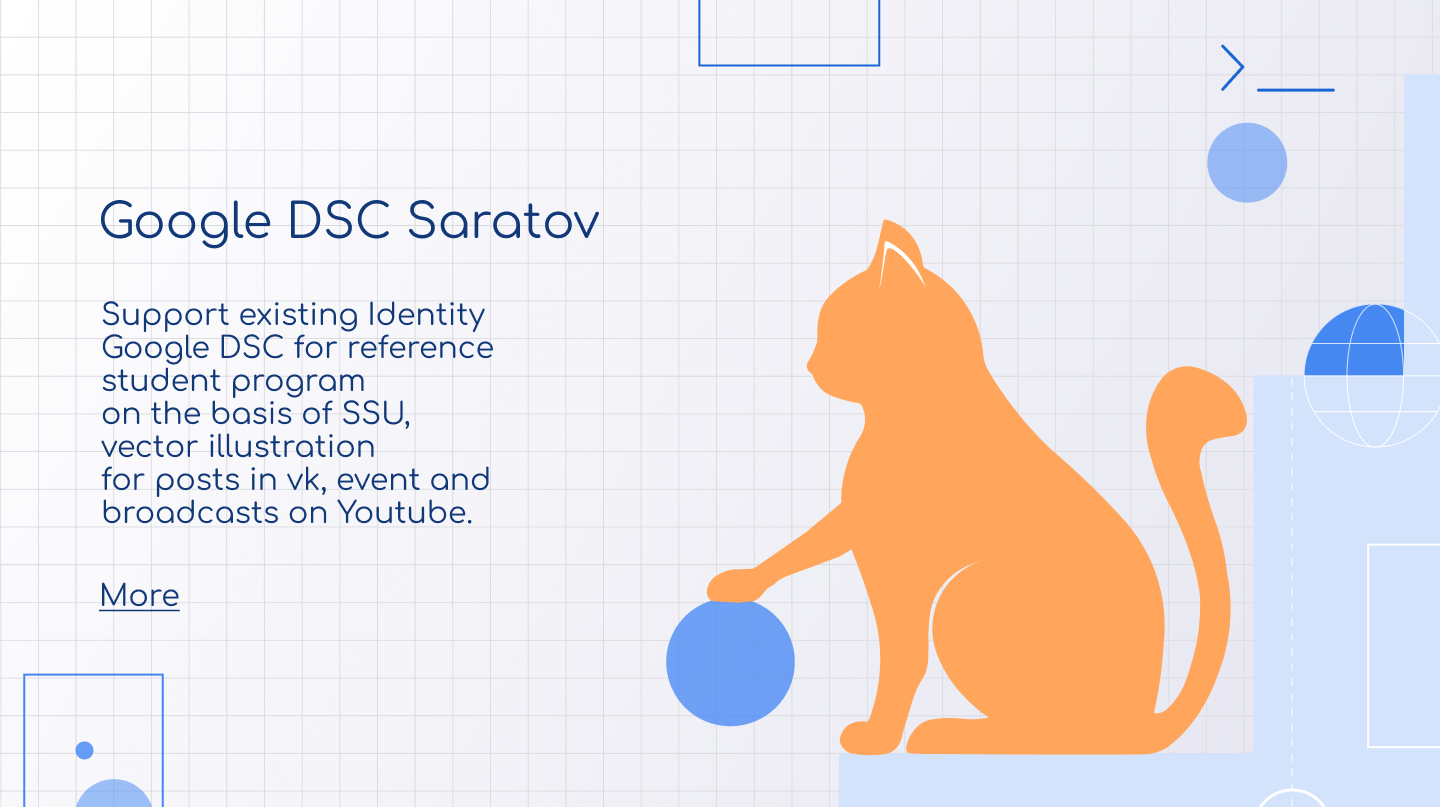 Google DSC Saratov
Support existing Identity
Google DSC for reference
student program
on the basis of SSU,
vector illustration
for posts in vk, event and
broadcasts on Youtube.
More